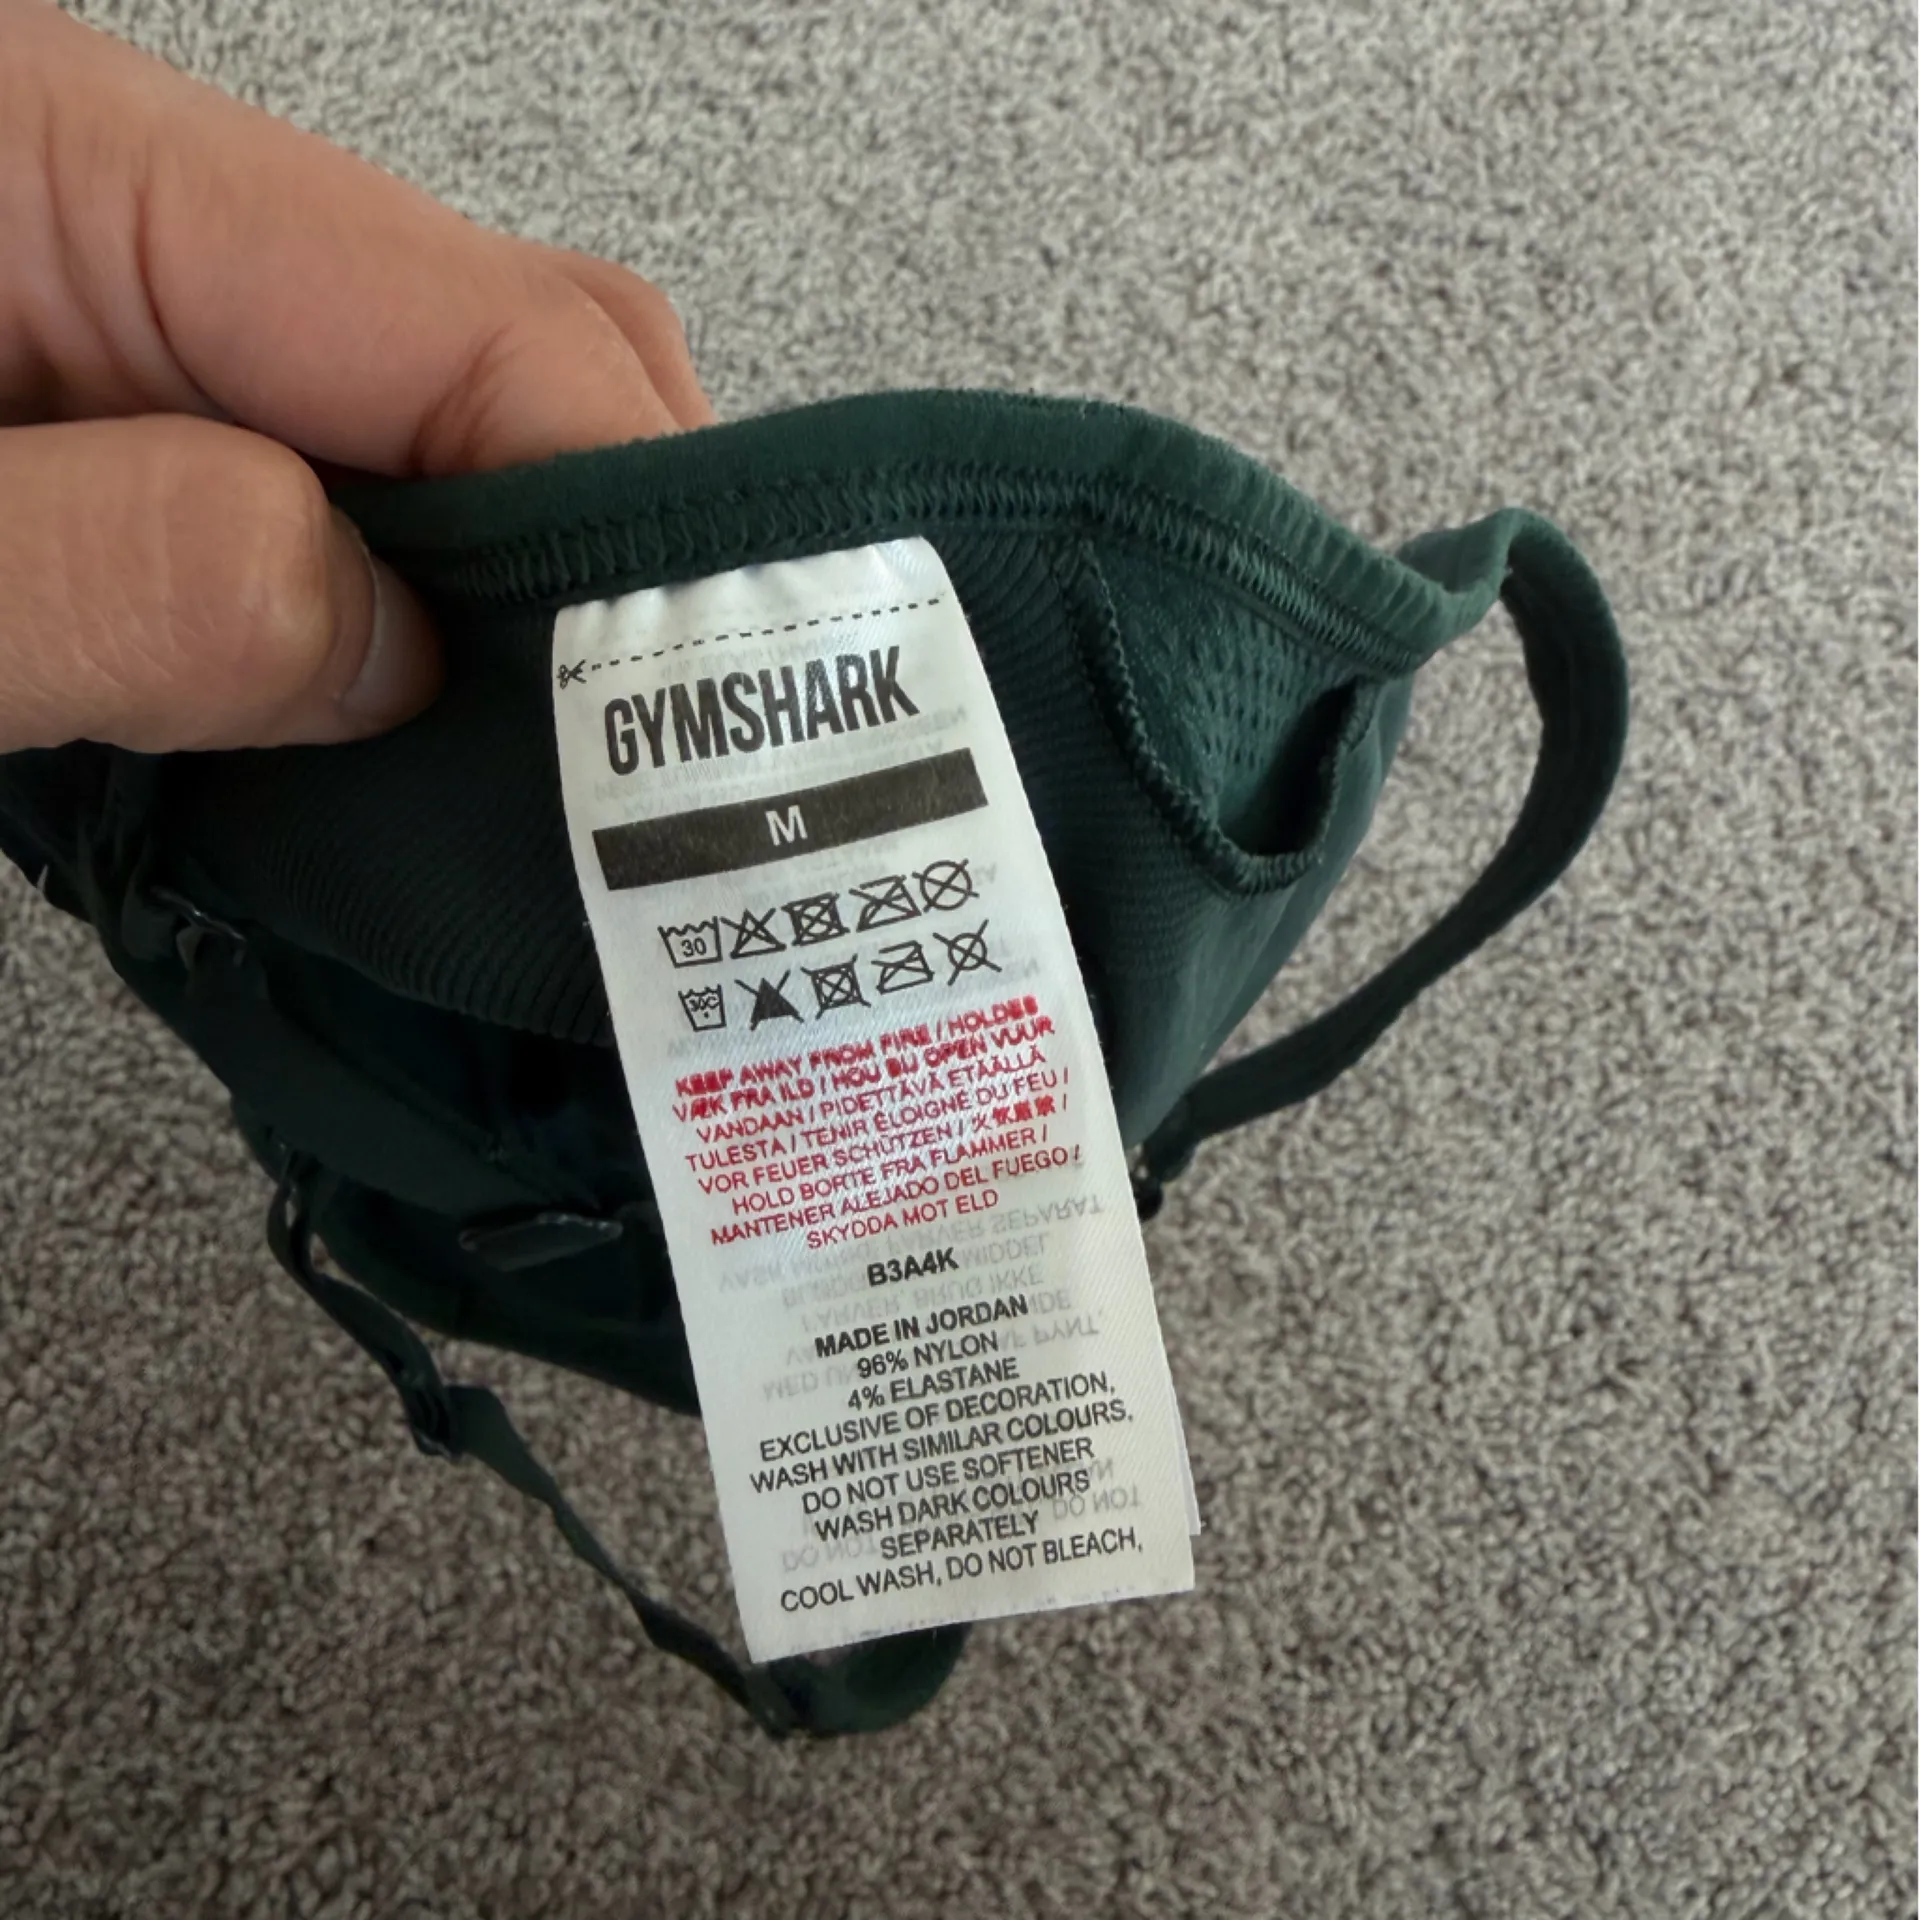 GYMSHARK
M
30
30C
KEEP AWAY FROM FIRE / HOLDES
VÆK FRA ILD / HOU BIJ OPEN VUUR
VANDAAN / PIDETTÄVÄ ETÄÄLLÄ
TULESTA / TENIR ÉLOIGNÉ DU FEU /
VOR FEUER SCHÜTZEN / 火
HOLD BORTE FRA FLAMMER /
MANTENER ALEJADO DEL FUEGO /
SKYDDA MOT ELD
B3A4K
MADE IN JORDAN
96% NYLON
4% ELASTANE
EXCLUSIVE OF DECORATION,
WASH WITH SIMILAR COLOURS,
DO NOT USE SOFTENER
WASH DARK COLOURS
SEPARATELY
COOL WASH, DO NOT BLEACH,